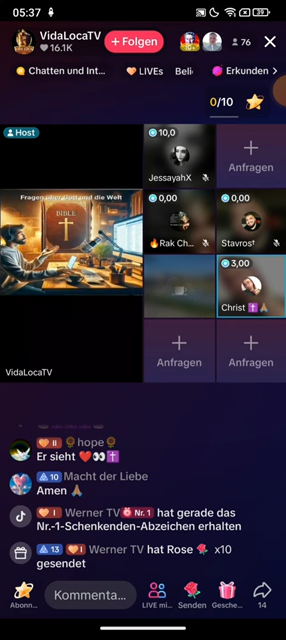 05:37
39
VidaLocaTV
16.1K
+ Folgen
76
Chatten und Int...
LIVEs
Beli
Erkunden
0/10
Host
10,0
JessayahX
Anfragen
Fragen über Gott und die Welt
BIBLE
0,00
Rak Ch...
0,00
Stavros†
3,00
Christ ✝️🙏🏽
VidaLocaTV
Anfragen
Anfragen
II 🌻hope🌻
Er sieht ❤️👀✝️
10 Macht der Liebe
Amen 🙏🏽
I Werner TV Nr. 1 hat gerade das
Nr.-1-Schenkenden-Abzeichen erhalten
13 I Werner TV hat Rose 🌹 x10
gesendet
Abonn...
Kommenta...
LIVE mi...
Senden
Gesche...
14